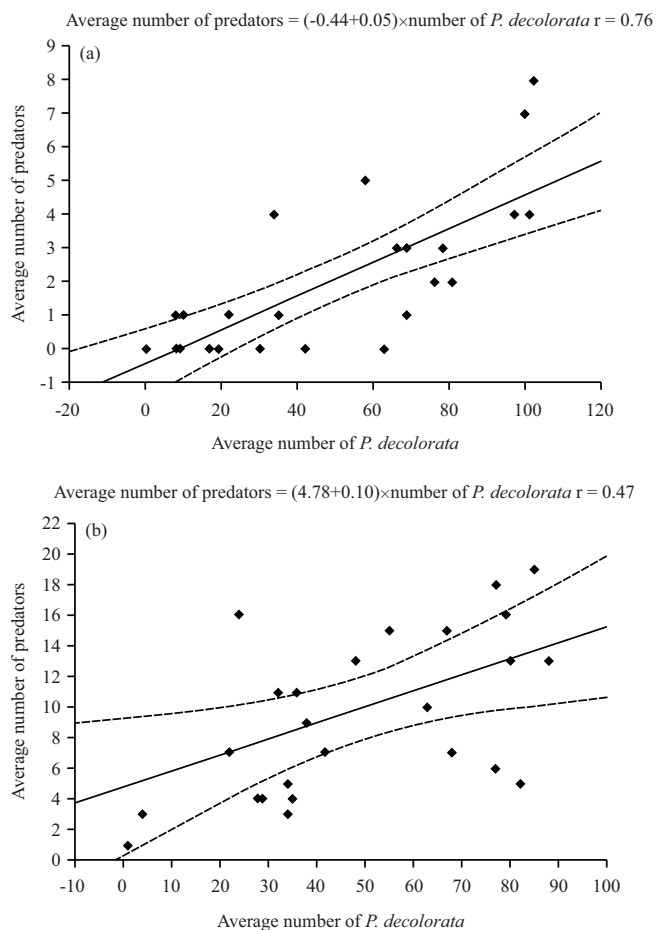 Average number of predators = (-0.44+0.05)×number of P. decolorata r = 0.76
(a)
9
8
7
6
5
4
3
2
1
0
-1
Average number of predators
-20 0 20 40 60 80 100 120
Average number of P. decolorata
Average number of predators = (4.78+0.10)×number of P. decolorata r = 0.47
(b)
22
20
18
16
14
12
10
8
6
4
2
0
Average number of predators
-10 0 10 20 30 40 50 60 70 80 90 100
Average number of P. decolorata